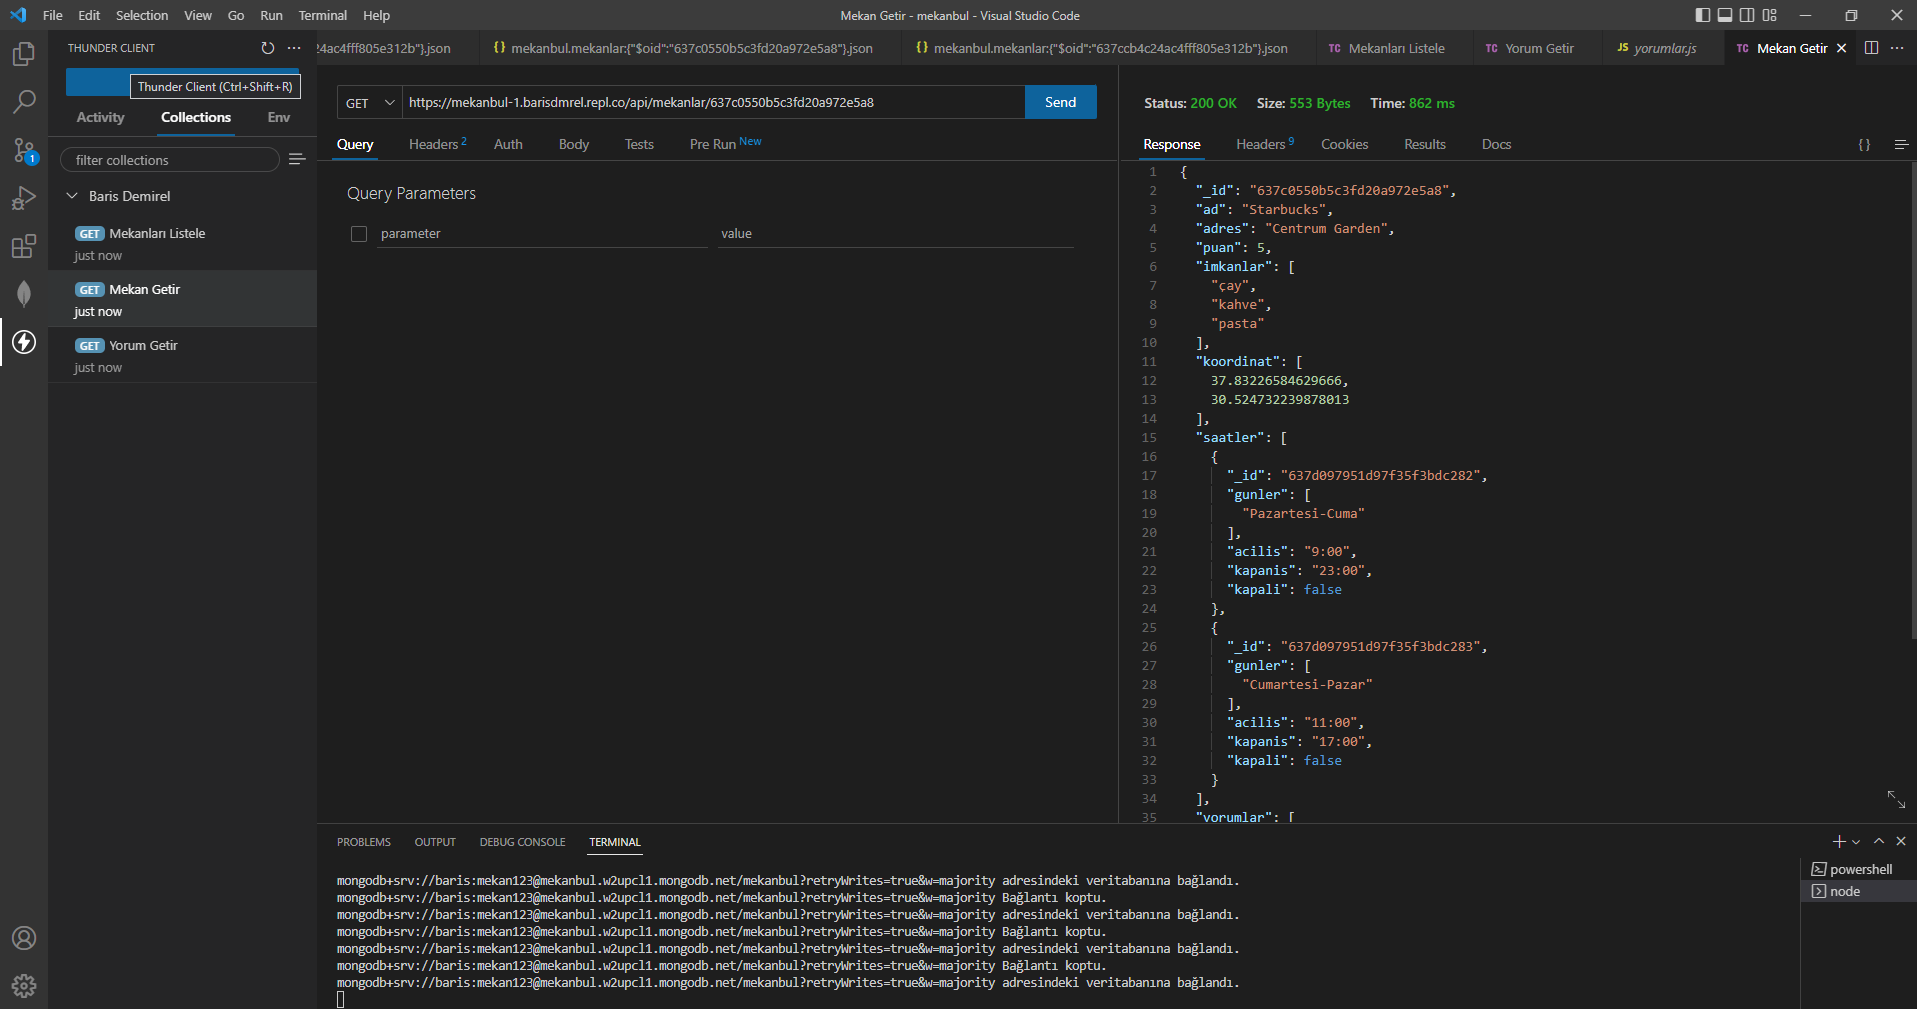 File Edit Selection View Go Run Terminal Help
Mekan Getir - mekanbul - Visual Studio Code
THUNDER CLIENT
Thunder Client (Ctrl+Shift+R)
Activity Collections Env
filter collections
Baris Demirel
GET Mekanları Listele
just now
GET Mekan Getir
just now
GET Yorum Getir
just now
1
24ac4fff805e312b"}.json
{} mekanbul.mekanlar:{"$oid":"637c0550b5c3fd20a972e5a8"}.json
{} mekanbul.mekanlar:{"$oid":"637ccb4c24ac4fff805e312b"}.json
TC Mekanları Listele
TC Yorum Getir
JS yorumlar.js
TC Mekan Getir
GET https://mekanbul-1.barisdmrel.repl.co/api/mekanlar/637c0550b5c3fd20a972e5a8 Send
Query Headers 2 Auth Body Tests Pre Run New
Query Parameters
parameter value
Status: 200 OK Size: 553 Bytes Time: 862 ms
Response Headers 9 Cookies Results Docs {}
1 {
2 "_id": "637c0550b5c3fd20a972e5a8",
3 "ad": "Starbucks",
4 "adres": "Centrum Garden",
5 "puan": 5,
6 "imkanlar": [
7 "çay",
8 "kahve",
9 "pasta"
10 ],
11 "koordinat": [
12 37.83226584629666,
13 30.524732239878013
14 ],
15 "saatler": [
16 {
17 "_id": "637d097951d97f35f3bdc282",
18 "gunler": [
19 "Pazartesi-Cuma"
20 ],
21 "acilis": "9:00",
22 "kapanis": "23:00",
23 "kapali": false
24 },
25 {
26 "_id": "637d097951d97f35f3bdc283",
27 "gunler": [
28 "Cumartesi-Pazar"
29 ],
30 "acilis": "11:00",
31 "kapanis": "17:00",
32 "kapali": false
33 }
34 ],
35 "yorumlar": [
PROBLEMS OUTPUT DEBUG CONSOLE TERMINAL
mongodb+srv://baris:mekan123@mekanbul.w2upcl1.mongodb.net/mekanbul?retryWrites=true&w=majority adresindeki veritabanına bağlandı.
mongodb+srv://baris:mekan123@mekanbul.w2upcl1.mongodb.net/mekanbul?retryWrites=true&w=majority Bağlantı koptu.
mongodb+srv://baris:mekan123@mekanbul.w2upcl1.mongodb.net/mekanbul?retryWrites=true&w=majority adresindeki veritabanına bağlandı.
mongodb+srv://baris:mekan123@mekanbul.w2upcl1.mongodb.net/mekanbul?retryWrites=true&w=majority Bağlantı koptu.
mongodb+srv://baris:mekan123@mekanbul.w2upcl1.mongodb.net/mekanbul?retryWrites=true&w=majority adresindeki veritabanına bağlandı.
mongodb+srv://baris:mekan123@mekanbul.w2upcl1.mongodb.net/mekanbul?retryWrites=true&w=majority Bağlantı koptu.
mongodb+srv://baris:mekan123@mekanbul.w2upcl1.mongodb.net/mekanbul?retryWrites=true&w=majority adresindeki veritabanına bağlandı.
powershell
node